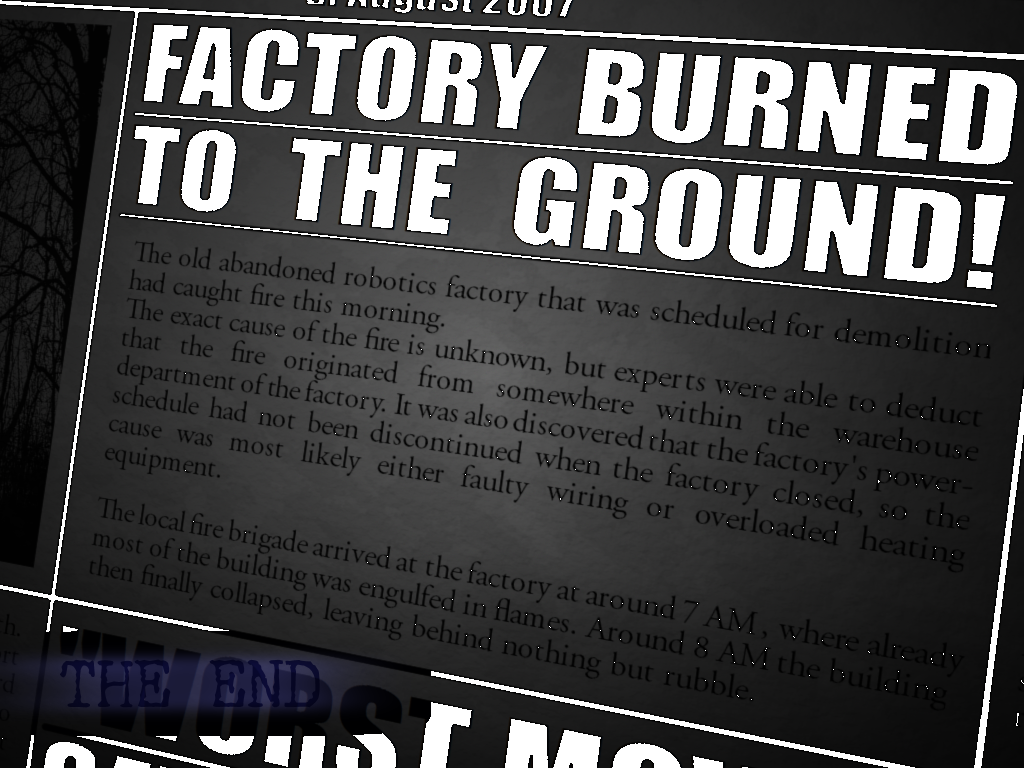 August 2007
FACTORY BURNED
TO THE GROUND!
The old abandoned robotics factory that was scheduled for demolition
had caught fire this morning.
The exact cause of the fire is unknown, but experts were able to deduct
that the fire originated from somewhere within the warehouse
department of the factory. It was also discovered that the factory's power-
schedule had not been discontinued when the factory closed, so the
cause was most likely either faulty wiring or overloaded heating
equipment.
The local fire brigade arrived at the factory at around 7 AM, where already
most of the building was engulfed in flames. Around 8 AM the building
then finally collapsed, leaving behind nothing but rubble.
THE END
WORST